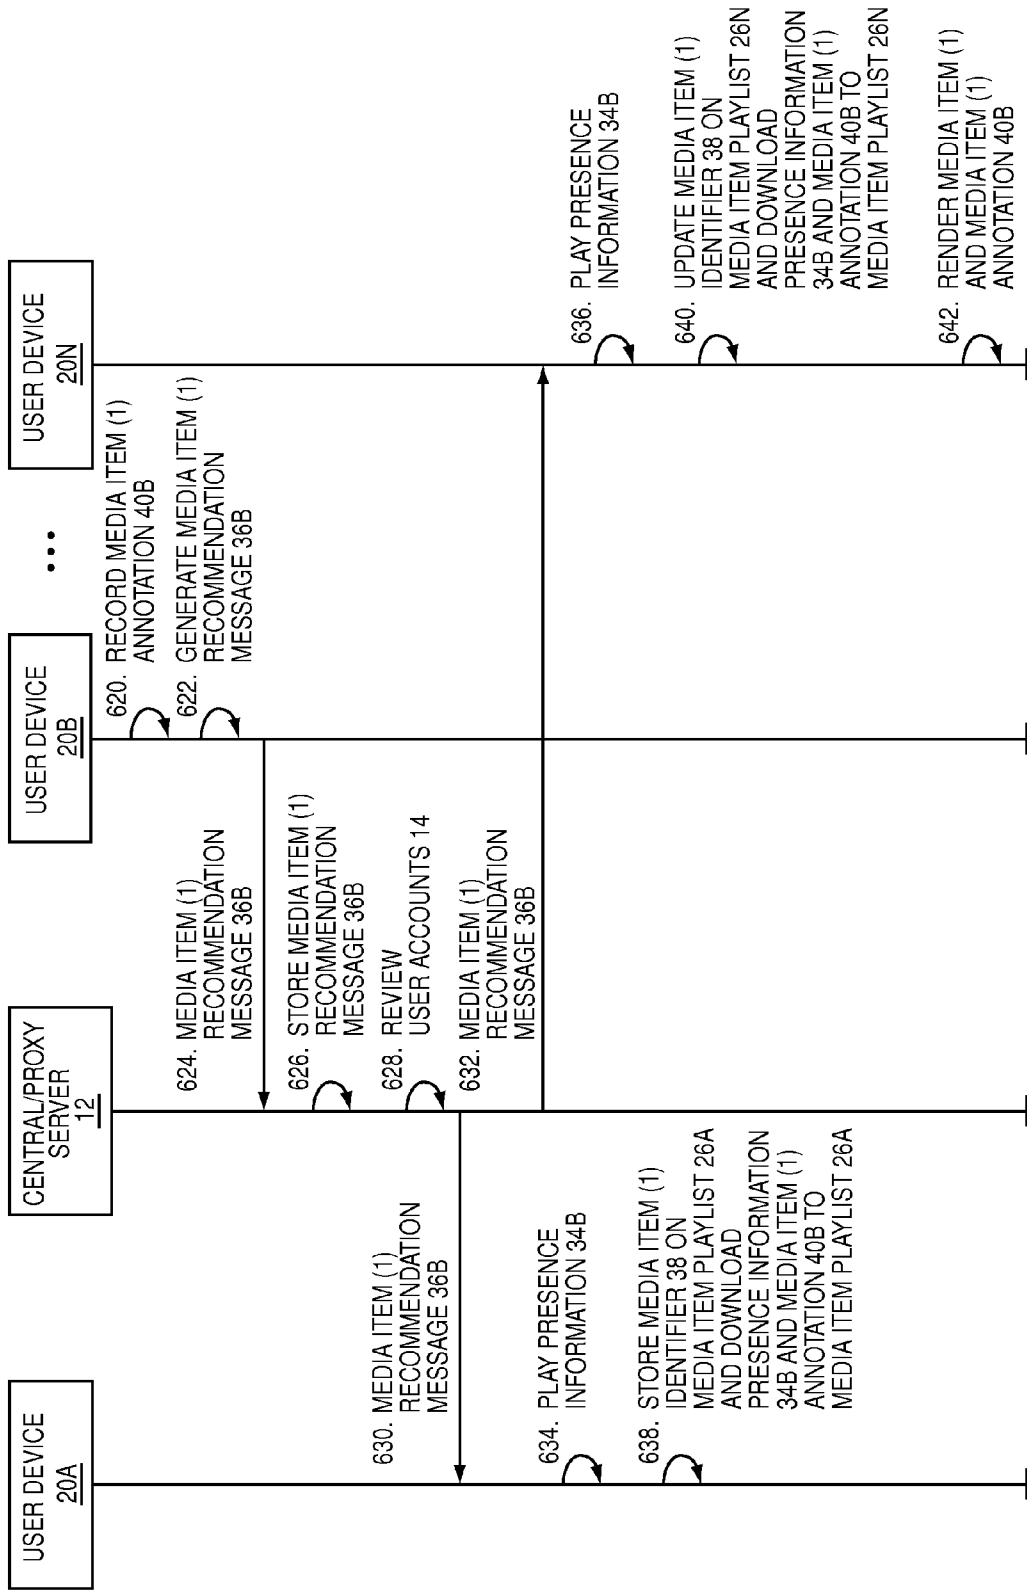 USER DEVICE
20A
CENTRAL/PROXY
SERVER
12
USER DEVICE
20B
...
USER DEVICE
20N
620. RECORD MEDIA ITEM (1)
ANNOTATION 40B
622. GENERATE MEDIA ITEM (1)
RECOMMENDATION
MESSAGE 36B
624. MEDIA ITEM (1)
RECOMMENDATION
MESSAGE 36B
626. STORE MEDIA ITEM (1)
RECOMMENDATION
MESSAGE 36B
628. REVIEW
USER ACCOUNTS 14
630. MEDIA ITEM (1)
RECOMMENDATION
MESSAGE 36B
632. MEDIA ITEM (1)
RECOMMENDATION
MESSAGE 36B
634. PLAY PRESENCE
INFORMATION 34B
636. PLAY PRESENCE
INFORMATION 34B
638. STORE MEDIA ITEM (1)
IDENTIFIER 38 ON
MEDIA ITEM PLAYLIST 26A
AND DOWNLOAD
PRESENCE INFORMATION
34B AND MEDIA ITEM (1)
ANNOTATION 40B TO
MEDIA ITEM PLAYLIST 26A
640. UPDATE MEDIA ITEM (1)
IDENTIFIER 38 ON
MEDIA ITEM PLAYLIST 26N
AND DOWNLOAD
PRESENCE INFORMATION
34B AND MEDIA ITEM (1)
ANNOTATION 40B TO
MEDIA ITEM PLAYLIST 26N
642. RENDER MEDIA ITEM (1)
AND MEDIA ITEM (1)
ANNOTATION 40B